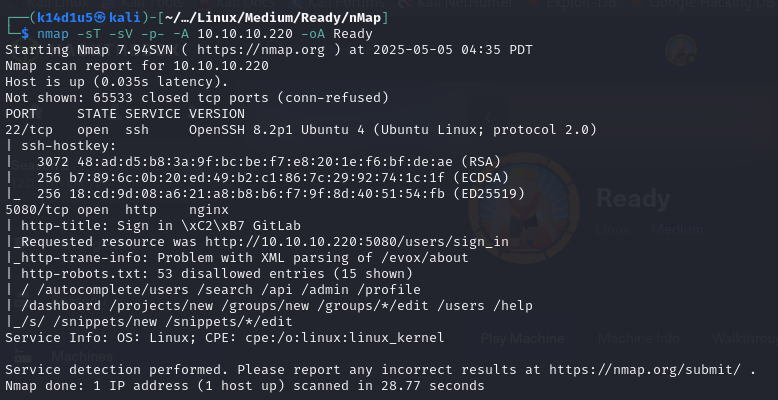 ┌──(k14d1u5㉿kali)-[~/…/Linux/Medium/Ready/nMap]
└─$ nmap -sT -sV -p- -A 10.10.10.220 -oA Ready
Starting Nmap 7.94SVN ( https://nmap.org ) at 2025-05-05 04:35 PDT
Nmap scan report for 10.10.10.220
Host is up (0.035s latency).
Not shown: 65533 closed tcp ports (conn-refused)
PORT     STATE SERVICE VERSION
22/tcp   open  ssh     OpenSSH 8.2p1 Ubuntu 4 (Ubuntu Linux; protocol 2.0)
| ssh-hostkey:
|   3072 48:ad:d5:b8:3a:9f:bc:be:f7:e8:20:1e:f6:bf:de:ae (RSA)
|   256 b7:89:6c:0b:20:ed:49:b2:c1:86:7c:29:92:74:1c:1f (ECDSA)
|_  256 18:cd:9d:08:a6:21:a8:b8:b6:f7:9f:8d:40:51:54:fb (ED25519)
5080/tcp open  http    nginx
| http-title: Sign in \xC2\xB7 GitLab
|_Requested resource was http://10.10.10.220:5080/users/sign_in
|_http-trane-info: Problem with XML parsing of /evox/about
| http-robots.txt: 53 disallowed entries (15 shown)
| / /autocomplete/users /search /api /admin /profile
| /dashboard /projects/new /groups/new /groups/*/edit /users /help
|_/s/ /snippets/new /snippets/*/edit
Service Info: OS: Linux; CPE: cpe:/o:linux:linux_kernel
Service detection performed. Please report any incorrect results at https://nmap.org/submit/ .
Nmap done: 1 IP address (1 host up) scanned in 28.77 seconds
Ready
Linux Medium
Play Machine Machine Info Walkthrou
Machines